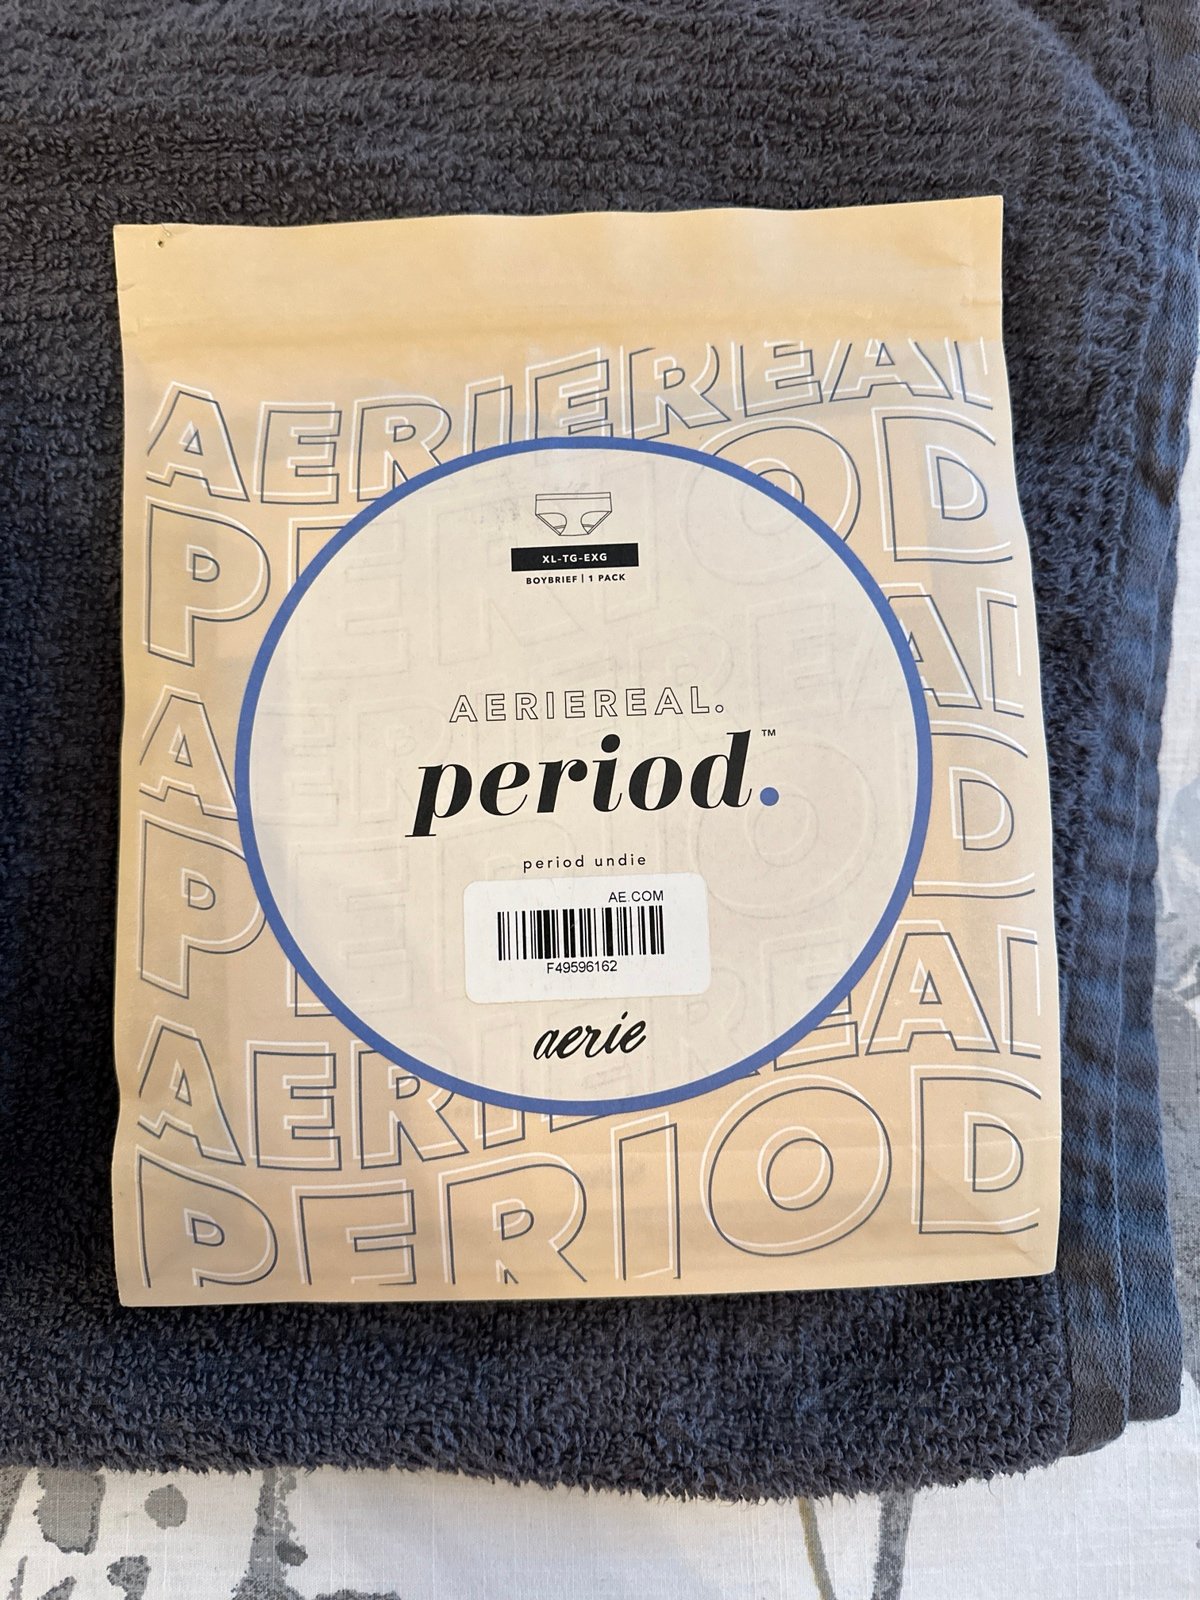 AERIEREAL
PERIOD
XL-TG-EXG
BOYBRIEF | 1 PACK
AERIEREAL.
period.™
period undie
AE.COM
F49596162
aerie
AERIEREAL
PERIOD